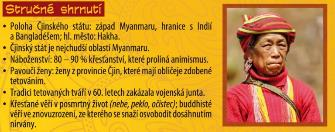 Stručné shrnutí
• Poloha Čjinského státu: západ Myanmaru, hranice s Indií
a Bangladéšem; hl. město: Hakha.
• Čjinský stát je nejchudší oblastí Myanmaru.
• Náboženství: 80 – 90 % křesťanství, které prolíná animismus.
• Pavoučí ženy: ženy z provincie Čjin, které mají obličeje zdobené
tetováním.
• Tradici tetovaných tváří v 60. letech zakázala vojenská junta.
• Křesťané věří v posmrtný život (nebe, peklo, očistec); buddhisté
věří ve znovuzrození, ze kterého se snaží osvobodit dosáhnutím
nirvány.